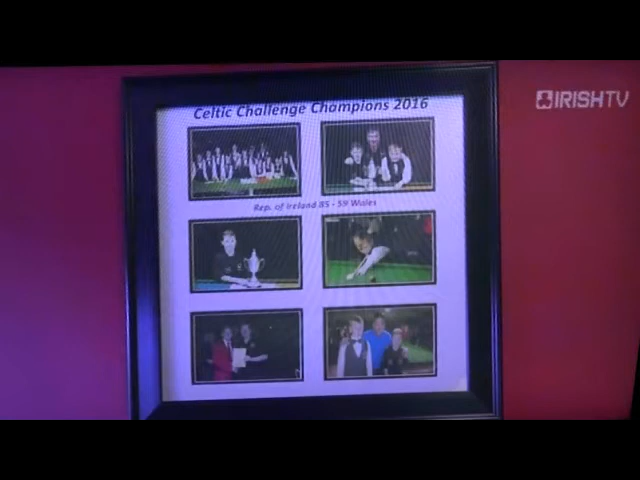 IRISHTV
Celtic Challenge Champions 2016
Rep. of Ireland 85 - 59 Wales